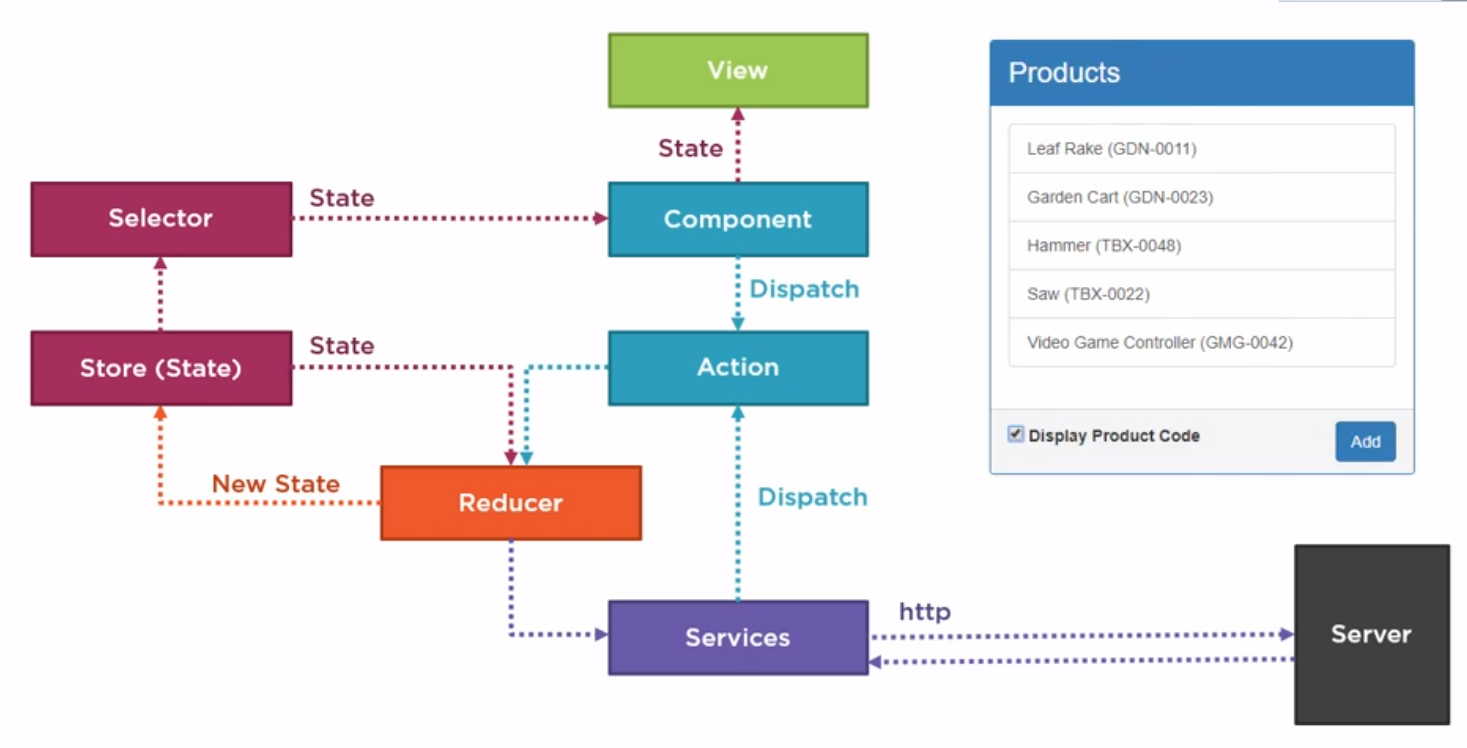 View
Products
State
Leaf Rake (GDN-0011)
Selector
State
Component
Garden Cart (GDN-0023)
Hammer (TBX-0048)
Dispatch
Saw (TBX-0022)
Store (State)
State
Action
Video Game Controller (GMG-0042)
Display Product Code
Add
New State
Reducer
Dispatch
http
Services
Server